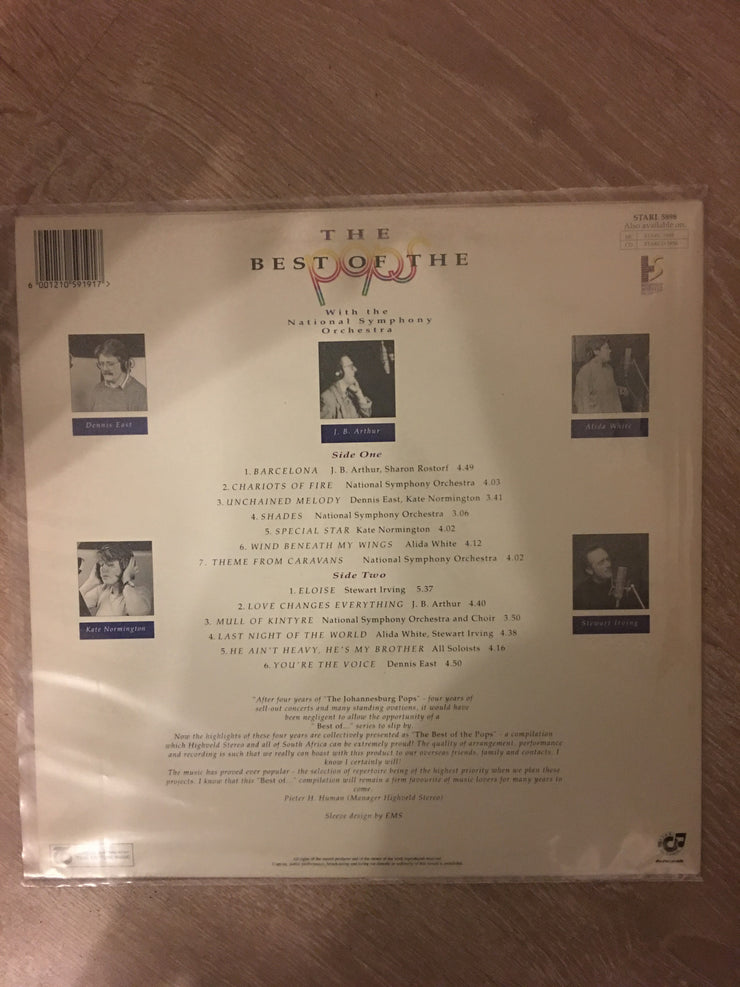 STARL 5898
Also available on:
MC
CD
THE
BEST OF THE
pops
6 001210 591917 >
With the
National Symphony
Orchestra
Dennis East
J. B. Arthur
Alida White
Side One
1. BARCELONA J. B. Arthur, Sharon Rostorf 4.49
2. CHARIOTS OF FIRE National Symphony Orchestra 4.03
3. UNCHAINED MELODY Dennis East, Kate Normington 3.41
4. SHADES National Symphony Orchestra 3.06
5. SPECIAL STAR Kate Normington 4.02
6. WIND BENEATH MY WINGS Alida White 4.12
7. THEME FROM CARAVANS National Symphony Orchestra 4.02
Kate Normington
Stewart Irving
Side Two
1. ELOISE Stewart Irving 5.37
2. LOVE CHANGES EVERYTHING J. B. Arthur 4.40
3. MULL OF KINTYRE National Symphony Orchestra and Choir 3.50
4. LAST NIGHT OF THE WORLD Alida White, Stewart Irving 4.38
5. HE AIN'T HEAVY, HE'S MY BROTHER All Soloists 4.16
6. YOU'RE THE VOICE Dennis East 4.50
"After four years of "The Johannesburg Pops" - four years of
sell-out concerts and many standing ovations, it would have
been negligent to allow the opportunity of a
"Best of..." series to slip by.
Now the highlights of these four years are collectively presented as "The Best of the Pops" - a compilation
which Highveld Stereo and all of South Africa can be extremely proud! The quality of arrangement, performance
and recording is such that we really can boast with this product to our overseas friends, family and contacts. I
know I certainly will!
The music has proved ever popular - the selection of repertoire being of the highest priority when we plan these
projects. I know that this "Best of..." compilation will remain a firm favourite of music lovers for many years to
come.
Pieter H. Human (Manager Highveld Stereo)
Sleeve design by EMS